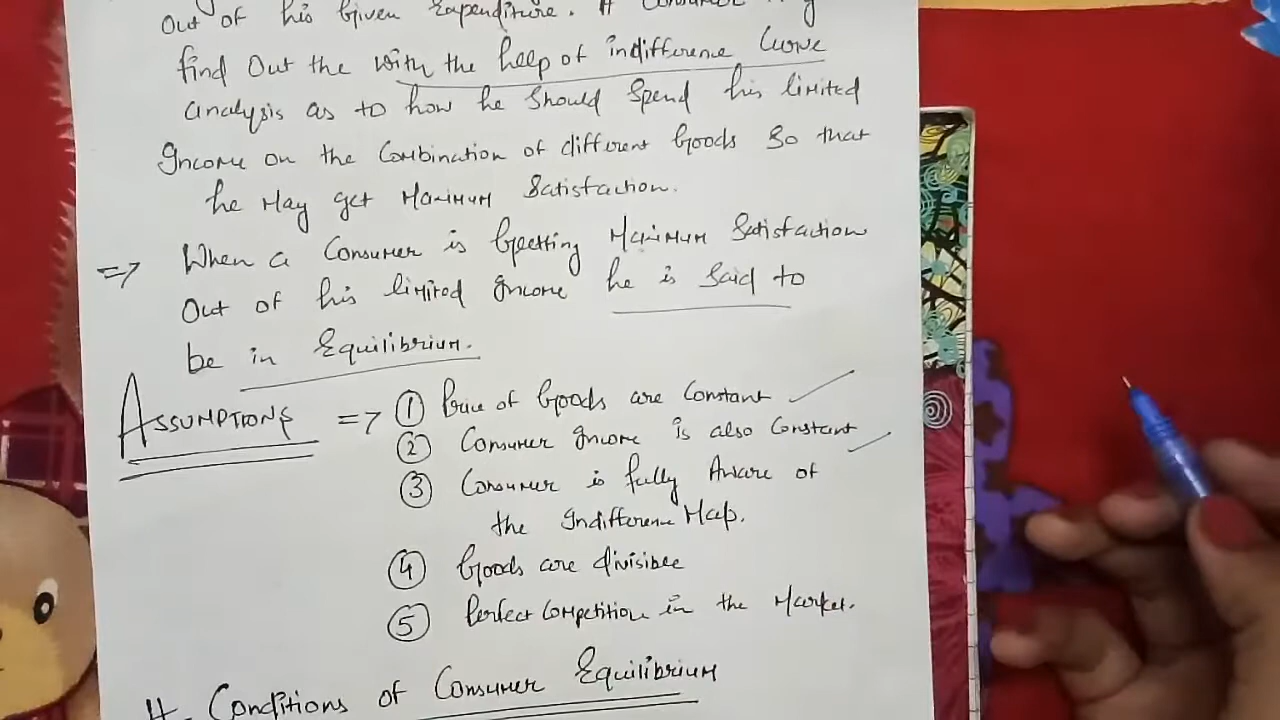 Out of his Given Expenditure. A Consumer
find Out the with the help of indifference Curve
analysis as to how he should Spend his limited
Income on the Combination of different Goods So that
he May get Maximum Satisfaction.
=> When a Consumer is Getting Maximum Satisfaction
Out of his limited Income he is Said to
be in Equilibrium.
ASSUMPTIONS => ① Price of Goods are Constant
② Consumer Income is also Constant
③ Consumer is fully Aware of
the Indifference Map.
④ Goods are divisible
⑤ Perfect Competition in the Market.
Conditions of Consumer Equilibrium